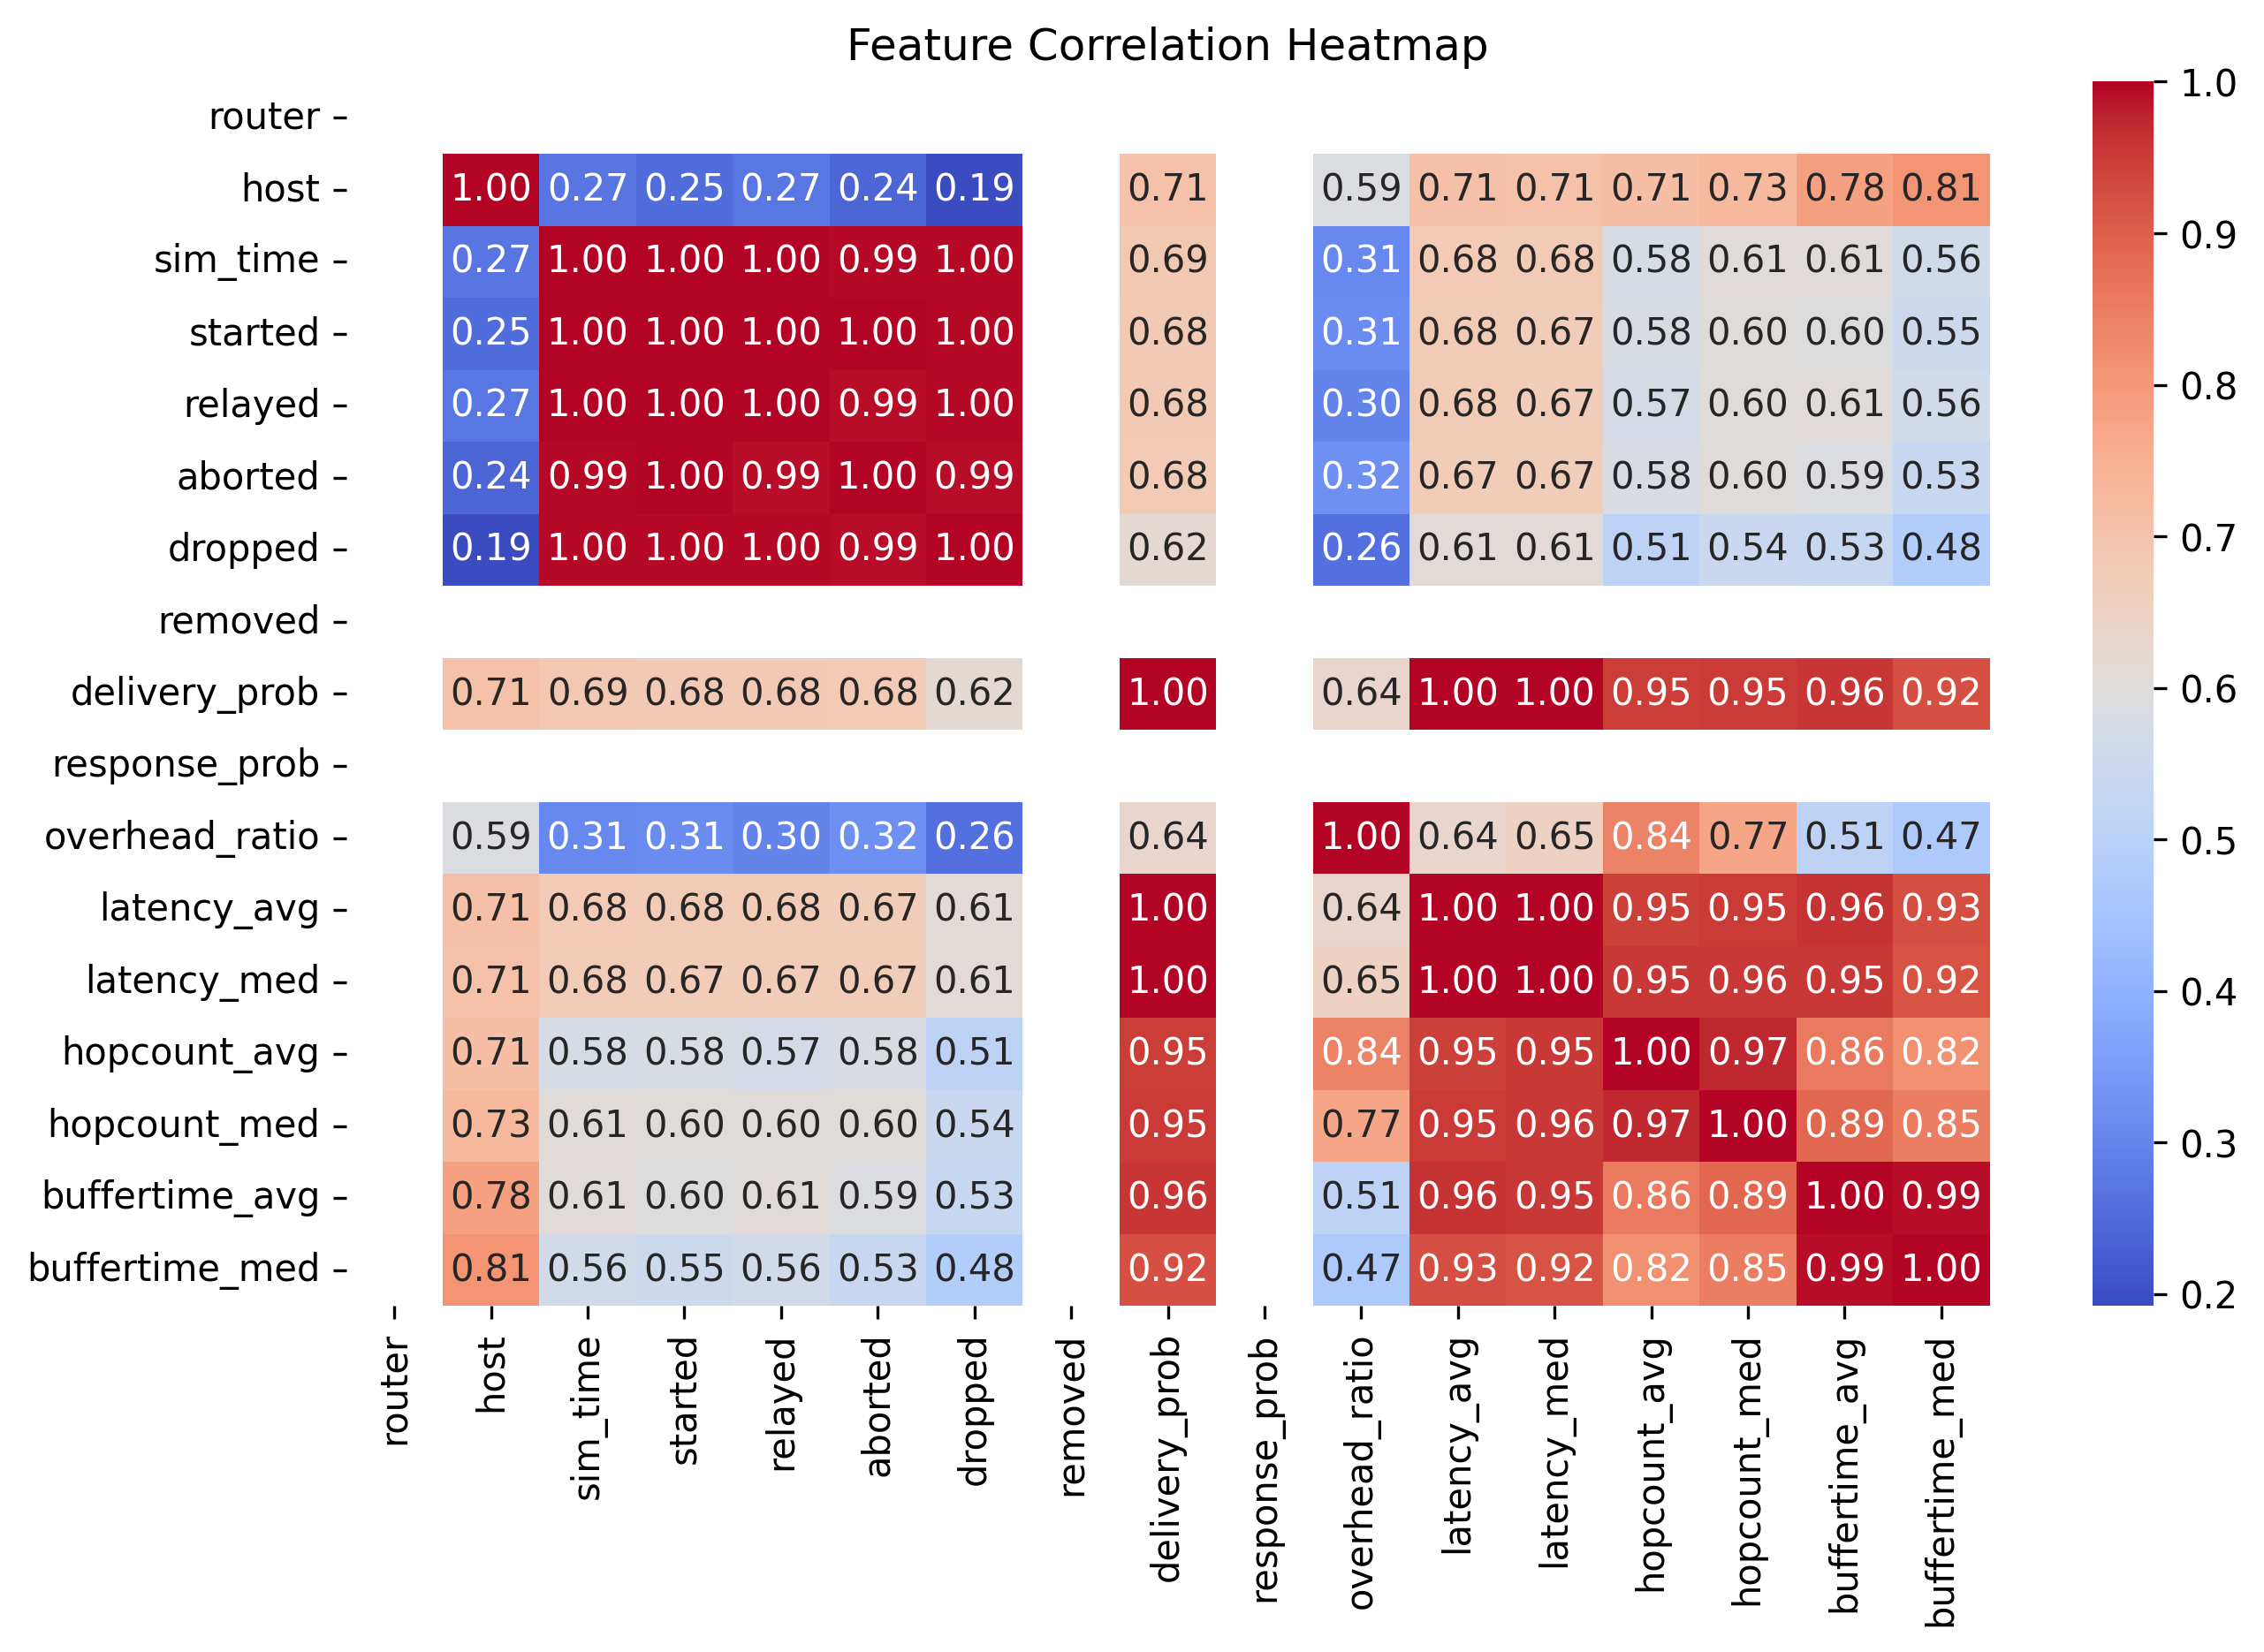 Feature Correlation Heatmap
router
host 1.00 0.27 0.25 0.27 0.24 0.19 0.71 0.59 0.71 0.71 0.71 0.73 0.78 0.81
sim_time 0.27 1.00 1.00 1.00 0.99 1.00 0.69 0.31 0.68 0.68 0.58 0.61 0.61 0.56
started 0.25 1.00 1.00 1.00 1.00 1.00 0.68 0.31 0.68 0.67 0.58 0.60 0.60 0.55
relayed 0.27 1.00 1.00 1.00 0.99 1.00 0.68 0.30 0.68 0.67 0.57 0.60 0.61 0.56
aborted 0.24 0.99 1.00 0.99 1.00 0.99 0.68 0.32 0.67 0.67 0.58 0.60 0.59 0.53
dropped 0.19 1.00 1.00 1.00 0.99 1.00 0.62 0.26 0.61 0.61 0.51 0.54 0.53 0.48
removed
delivery_prob 0.71 0.69 0.68 0.68 0.68 0.62 1.00 0.64 1.00 1.00 0.95 0.95 0.96 0.92
response_prob
overhead_ratio 0.59 0.31 0.31 0.30 0.32 0.26 0.64 1.00 0.64 0.65 0.84 0.77 0.51 0.47
latency_avg 0.71 0.68 0.68 0.68 0.67 0.61 1.00 0.64 1.00 1.00 0.95 0.95 0.96 0.93
latency_med 0.71 0.68 0.67 0.67 0.67 0.61 1.00 0.65 1.00 1.00 0.95 0.96 0.95 0.92
hopcount_avg 0.71 0.58 0.58 0.57 0.58 0.51 0.95 0.84 0.95 0.95 1.00 0.97 0.86 0.82
hopcount_med 0.73 0.61 0.60 0.60 0.60 0.54 0.95 0.77 0.95 0.96 0.97 1.00 0.89 0.85
buffertime_avg 0.78 0.61 0.60 0.61 0.59 0.53 0.96 0.51 0.96 0.95 0.86 0.89 1.00 0.99
buffertime_med 0.81 0.56 0.55 0.56 0.53 0.48 0.92 0.47 0.93 0.92 0.82 0.85 0.99 1.00
router
host
sim_time
started
relayed
aborted
dropped
removed
delivery_prob
response_prob
overhead_ratio
latency_avg
latency_med
hopcount_avg
hopcount_med
buffertime_avg
buffertime_med
1.0
0.9
0.8
0.7
0.6
0.5
0.4
0.3
0.2